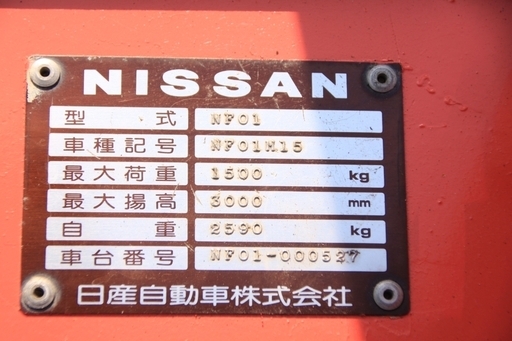 NISSAN
型式 NF01
車種記号 NF01M15
最大荷重 1500 kg
最大揚高 3000 mm
自重 2590 kg
車台番号 NF01-000527
日産自動車株式会社